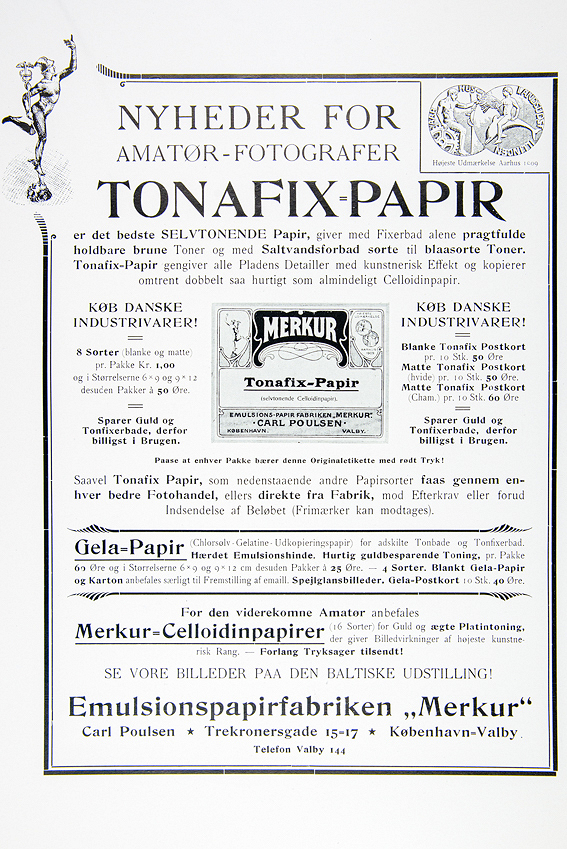 NYHEDER FOR
AMATØR-FOTOGRAFER
AARHUS LANDSUDSTILLINGEN
Højeste Udmærkelse Aarhus 1909
TONAFIX=PAPIR
er det bedste SELVTONENDE Papir, giver med Fixerbad alene pragtfulde
holdbare brune Toner og med Saltvandsforbad sorte til blaasorte Toner.
Tonafix=Papir gengiver alle Pladens Detailler med kunstnerisk Effekt og kopierer
omtrent dobbelt saa hurtigt som almindeligt Celloidinpapir.
KØB DANSKE
INDUSTRIVARER!
8 Sorter (blanke og matte)
pr. Pakke Kr. 1,00
og i Størrelserne 6×9 og 9×12
desuden Pakker à 50 Øre.
Sparer Guld og
Tonfixerbade, derfor
billigst i Brugen.
MERKUR
Tonafix=Papir
(selvtonende Celloidinpapir).
EMULSIONS-PAPIR FABRIKEN „MERKUR“
CARL POULSEN
KØBENHAVN. VALBY.
KØB DANSKE
INDUSTRIVARER!
Blanke Tonafix Postkort
pr. 10 Stk. 50 Øre
Matte Tonafix Postkort
(hvide) pr. 10 Stk. 50 Øre.
Matte Tonafix Postkort
(Cham.) pr. 10 Stk. 60 Øre
Sparer Guld og
Tonfixerbade, derfor
billigst i Brugen.
Paase at enhver Pakke bærer denne Originaletikette med rødt Tryk!
Saavel Tonafix Papir, som nedenstaaende andre Papirsorter faas gennem en-
hver bedre Fotohandel, ellers direkte fra Fabrik, mod Efterkrav eller forud
Indsendelse af Beløbet (Frimærker kan modtages).
Gela=Papir (Chlorsølv-Gelatine-Udkopieringspapir) for adskilte Tonbade og Tonfixerbad.
Hærdet Emulsionshinde. Hurtig guldbesparende Toning, pr. Pakke
60 Øre og i Størrelserne 6×9 og 9×12 cm desuden Pakker à 25 Øre. — 4 Sorter. Blankt Gela-Papir
og Karton anbefales særligt til Fremstilling af emaill. Spejlglansbilleder. Gela-Postkort 10 Stk. 40 Øre.
For den viderekomne Amatør anbefales
Merkur=Celloidinpapirer (16 Sorter) for Guld og ægte Platintoning,
der giver Billedvirkninger af højeste kunstne-
risk Rang. — Forlang Tryksager tilsendt!
SE VORE BILLEDER PAA DEN BALTISKE UDSTILLING!
Emulsionspapirfabriken „Merkur“
Carl Poulsen ★ Trekronersgade 15=17 ★ København=Valby.
Telefon Valby 144